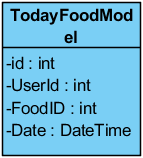 TodayFoodMod
el
-id : int
-UserId : int
-FoodID : int
-Date : DateTime